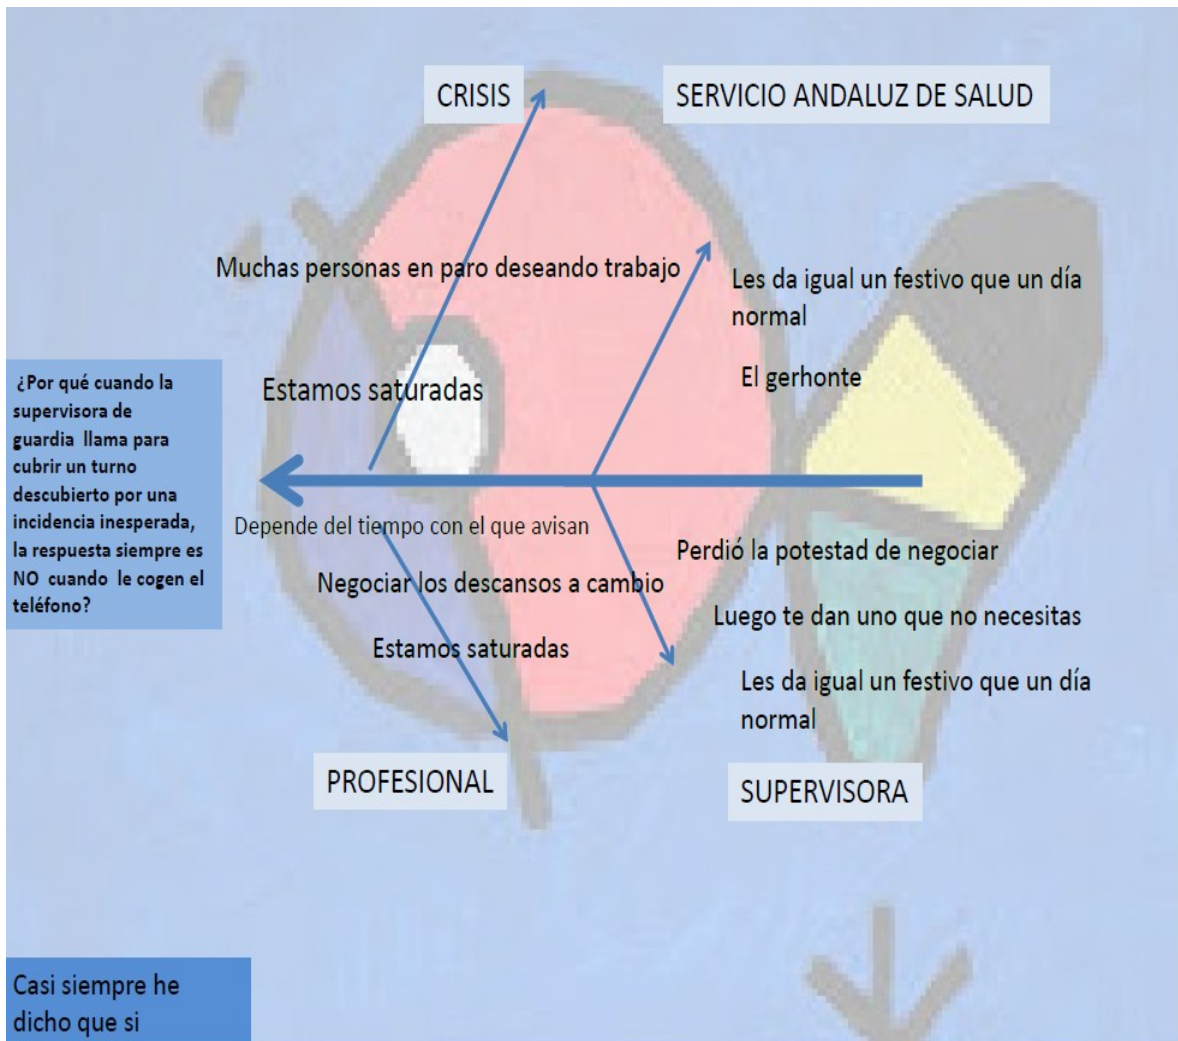 CRISIS
SERVICIO ANDALUZ DE SALUD
Muchas personas en paro deseando trabajo
Les da igual un festivo que un día
normal
El gerhonte
Estamos saturadas
¿Por qué cuando la
supervisora de
guardia llama para
cubrir un turno
descubierto por una
incidencia inesperada,
la respuesta siempre es
NO cuando le cogen el
teléfono?
Depende del tiempo con el que avisan
Perdió la potestad de negociar
Negociar los descansos a cambio
Luego te dan uno que no necesitas
Estamos saturadas
Les da igual un festivo que un día
normal
PROFESIONAL
SUPERVISORA
Casi siempre he
dicho que si